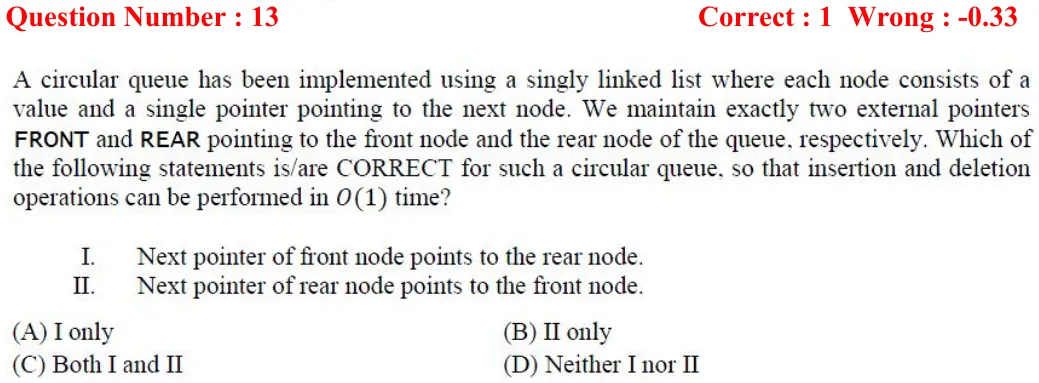 Question Number : 13 Correct : 1 Wrong : -0.33
A circular queue has been implemented using a singly linked list where each node consists of a
value and a single pointer pointing to the next node. We maintain exactly two external pointers
FRONT and REAR pointing to the front node and the rear node of the queue, respectively. Which of
the following statements is/are CORRECT for such a circular queue, so that insertion and deletion
operations can be performed in O(1) time?
I. Next pointer of front node points to the rear node.
II. Next pointer of rear node points to the front node.
(A) I only (B) II only
(C) Both I and II (D) Neither I nor II